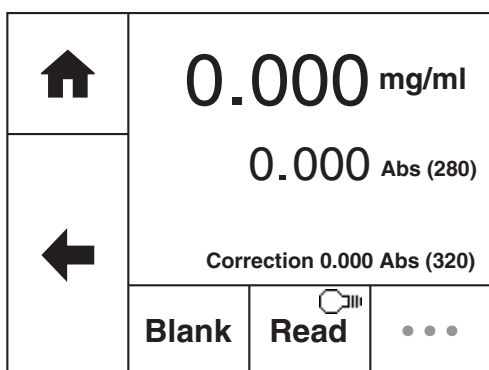 0.000 mg/ml
0.000 Abs (280)
Correction 0.000 Abs (320)
Blank Read